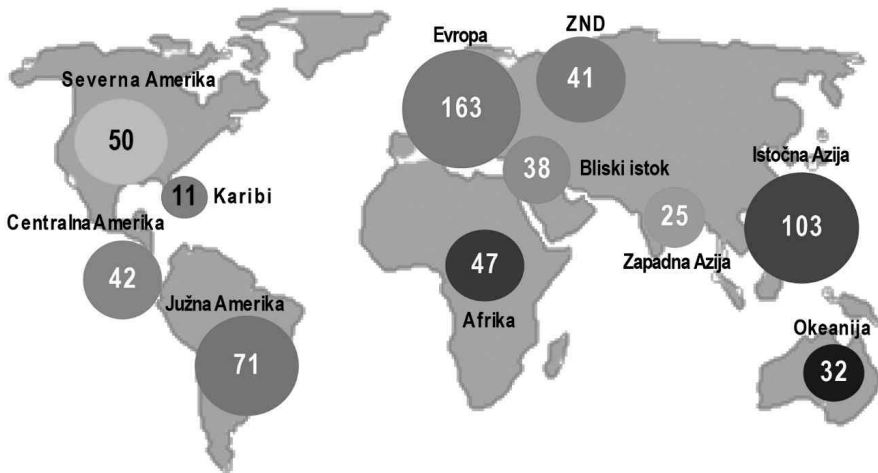 Severna Amerika
50
11
Karibi
Centralna Amerika
42
Južna Amerika
71
Evropa
163
ZND
41
38
Bliski istok
Istočna Azija
103
25
Zapadna Azija
47
Afrika
Okeanija
32